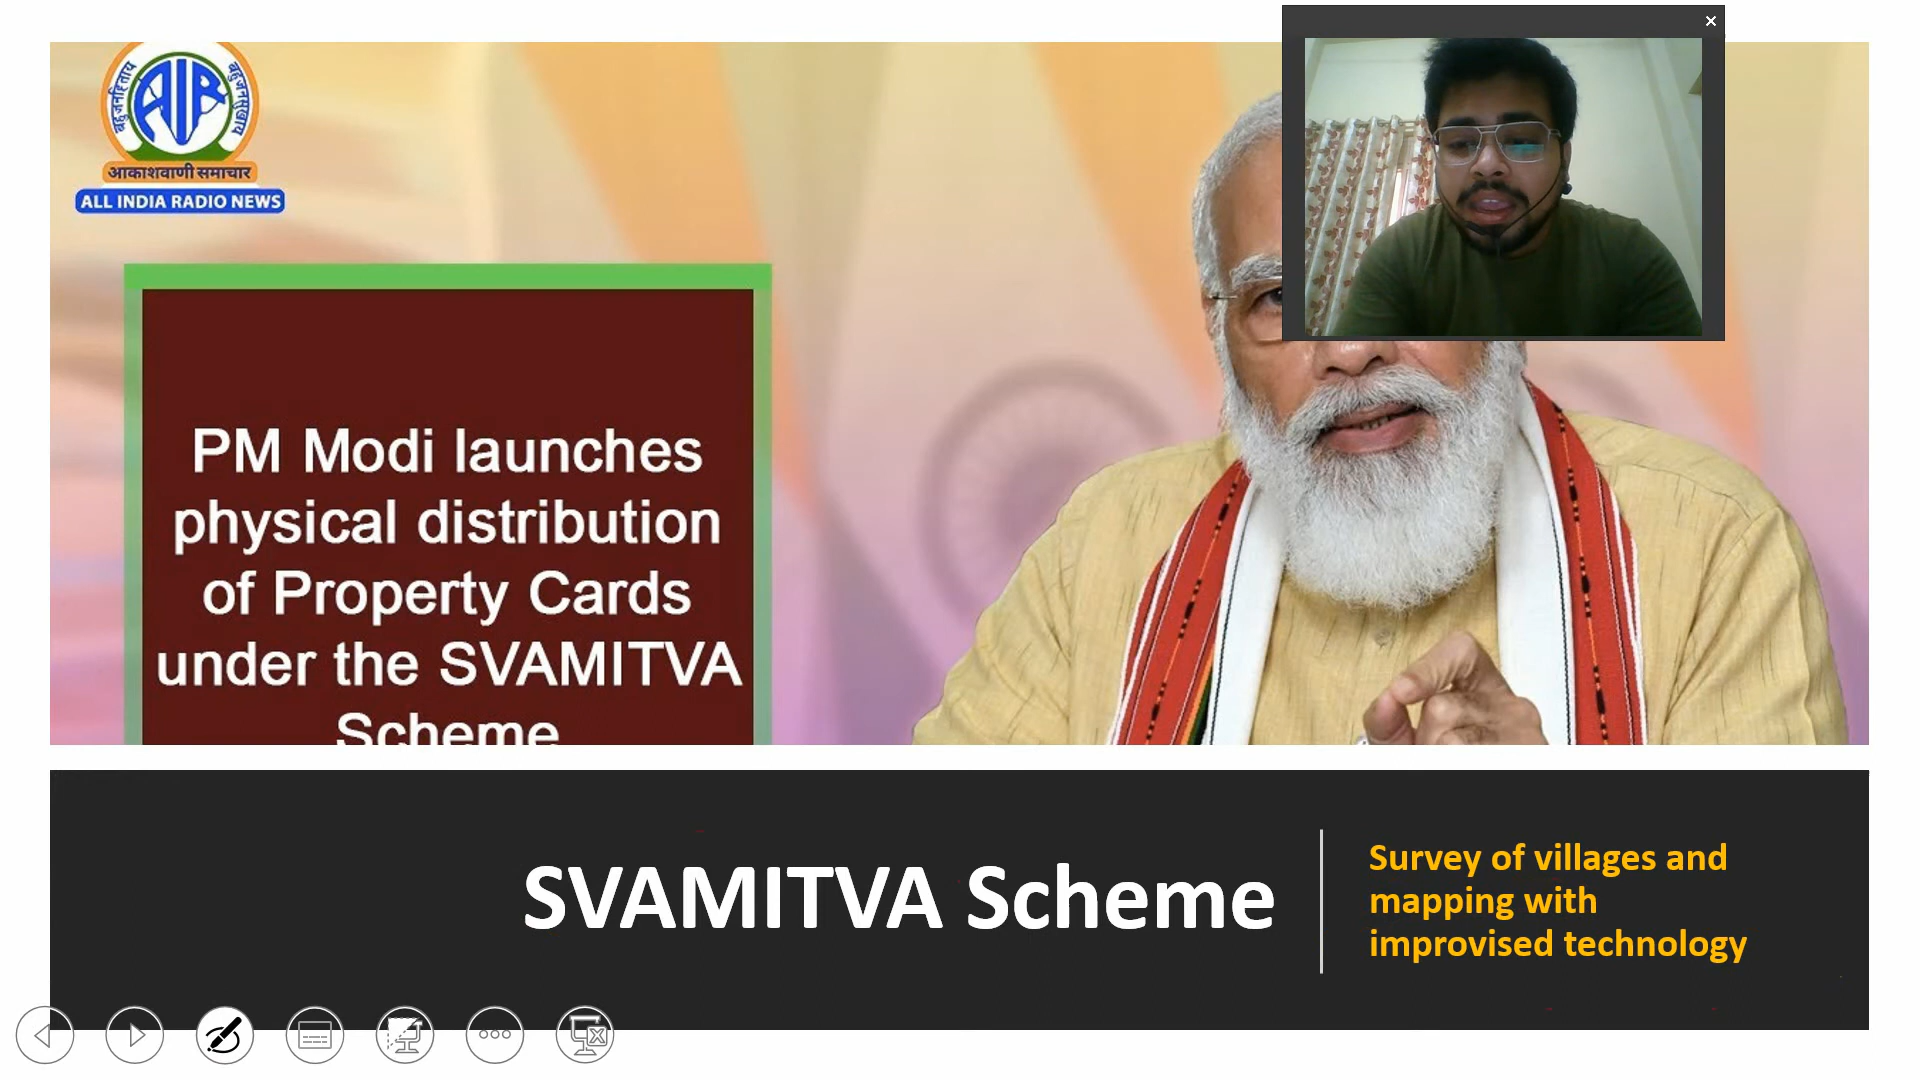 बहुजनहिताय
बहुजनसुखाय
AIR
आकाशवाणी समाचार
ALL INDIA RADIO NEWS
PM Modi launches
physical distribution
of Property Cards
under the SVAMITVA
Scheme
SVAMITVA Scheme
Survey of villages and
mapping with
improvised technology